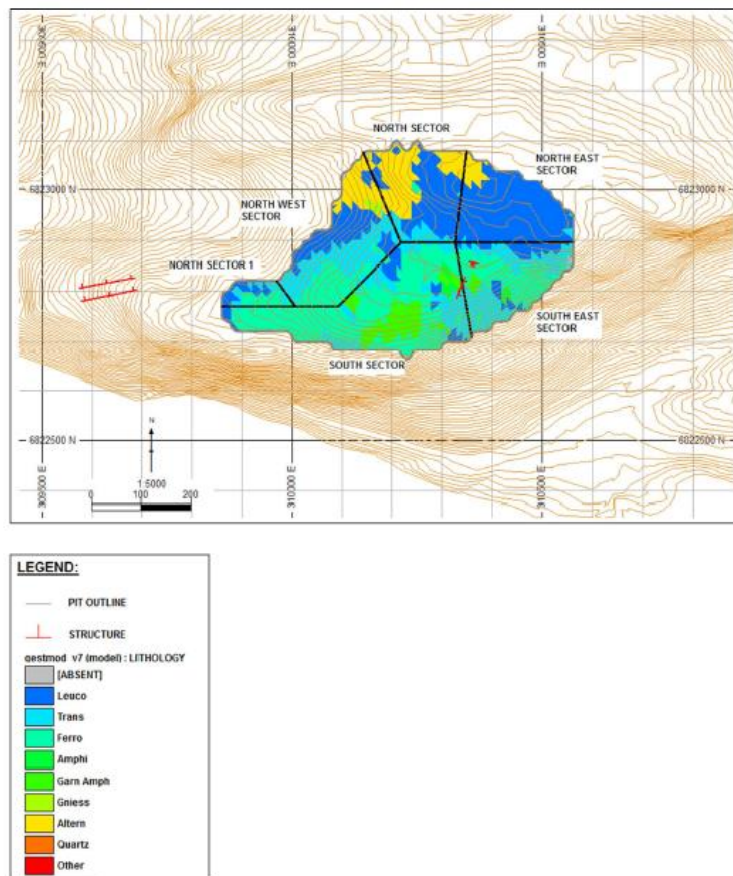 309500 E
310000 E
310500 E
NORTH SECTOR
NORTH EAST
SECTOR
6823000 N
6823000 N
NORTH WEST
SECTOR
NORTH SECTOR 1
SOUTH EAST
SECTOR
SOUTH SECTOR
6822500 N
6822500 N
N
1:5000
0 100 200
309500 E
310000 E
310500 E
LEGEND:
PIT OUTLINE
STRUCTURE
gestmod_v7 (model) : LITHOLOGY
[ABSENT]
Leuco
Trans
Ferro
Amphi
Garn Amph
Gniess
Altern
Quartz
Other